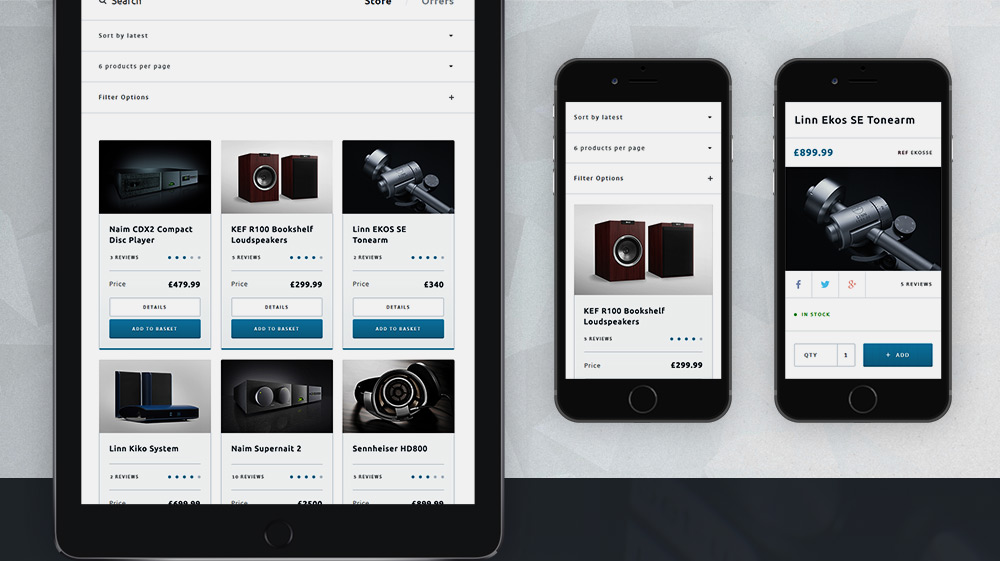 Search
Store
Offers
Sort by latest
6 products per page
Filter Options
Naim CDX2 Compact
Disc Player
3 REVIEWS
Price £479.99
DETAILS
ADD TO BASKET
KEF R100 Bookshelf
Loudspeakers
5 REVIEWS
Price £299.99
DETAILS
ADD TO BASKET
Linn EKOS SE
Tonearm
2 REVIEWS
Price £340
DETAILS
ADD TO BASKET
Linn Kiko System
2 REVIEWS
Price £699.99
Naim Supernait 2
10 REVIEWS
Price £2500
Sennheiser HD800
5 REVIEWS
Price £899.99
Sort by latest
6 products per page
Filter Options
KEF R100 Bookshelf
Loudspeakers
5 REVIEWS
Price £299.99
Linn Ekos SE Tonearm
£899.99 REF EKOSSE
5 REVIEWS
IN STOCK
QTY 1 + ADD